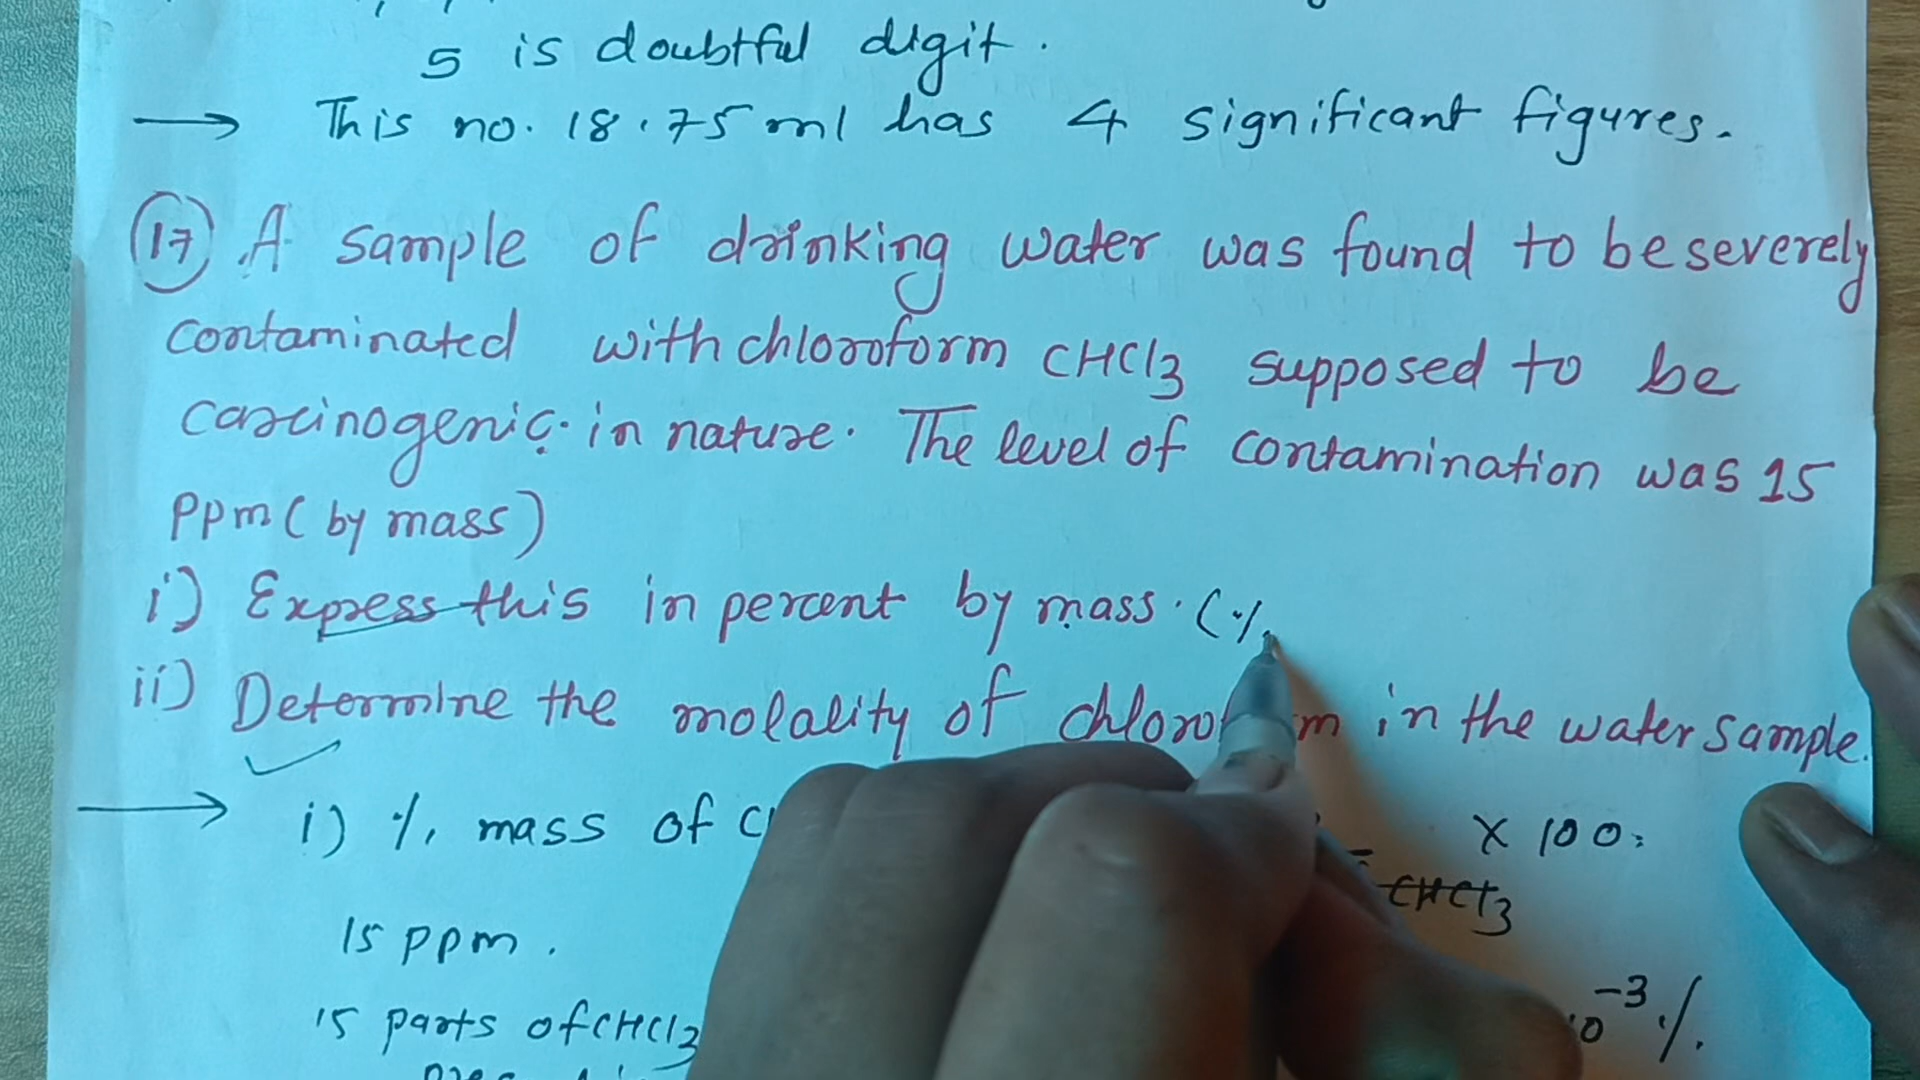 5 is doubtful digit.
→ This no. 18.75 ml has 4 significant figures.
17 A sample of drinking water was found to be severely
contaminated with chloroform CHCl3 supposed to be
carcinogenic. in nature. The level of contamination was 15
ppm (by mass)
i) Express this in percent by mass. (%
ii) Determine the molality of in the water sample.
→ i) % mass of × 100
CHCl3
15 ppm.
-3 %.
15 parts of CHCl3